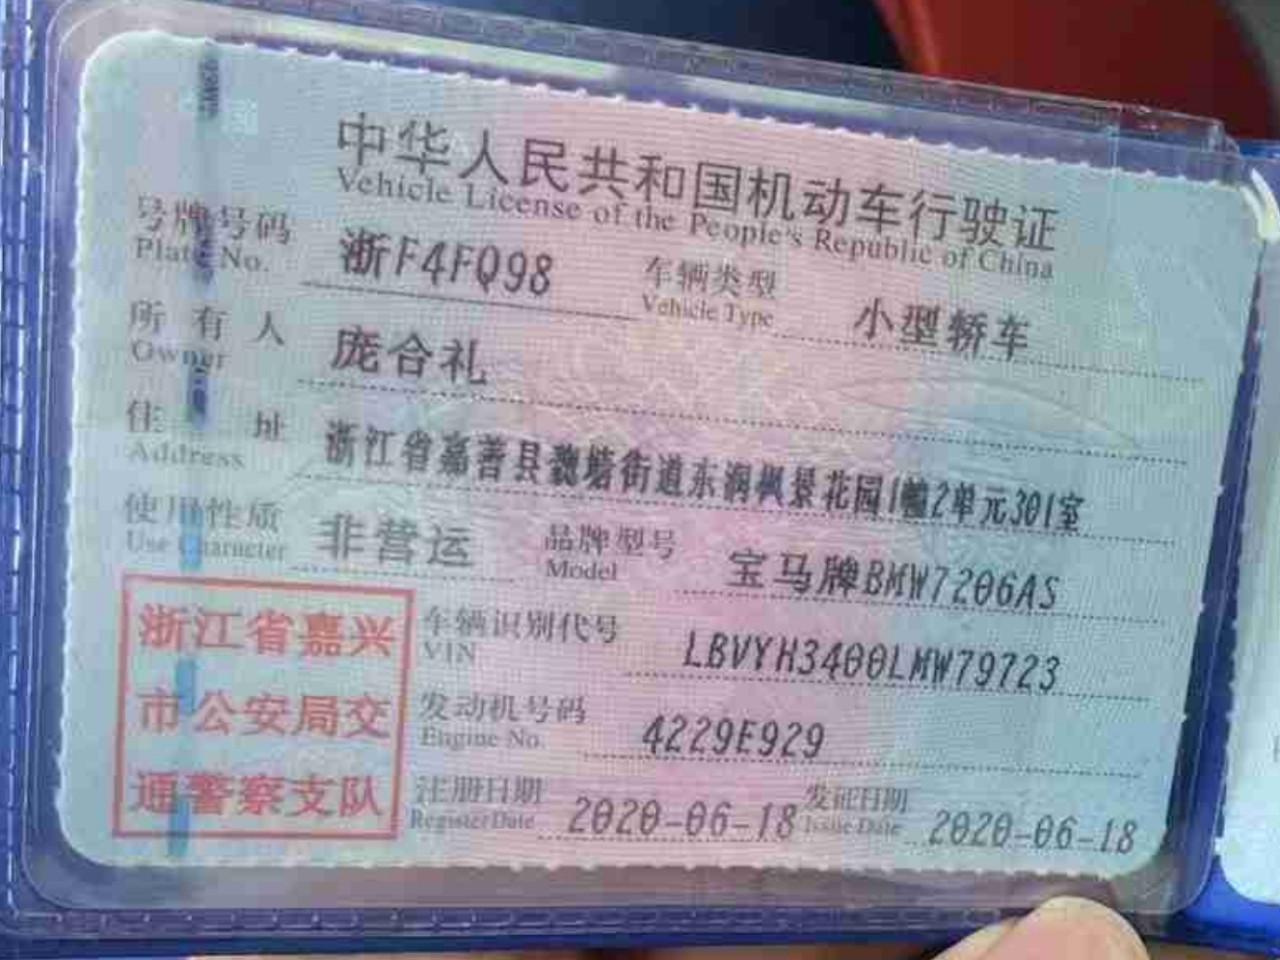 中华人民共和国机动车行驶证
Vehicle License of the People's Republic of China
号牌号码 浙F4FQ98 车辆类型 小型轿车
Plate No. Vehicle Type
所有人 庞合礼
Owner
住址 浙江省嘉善县魏塘街道东润枫景花园1幢2单元301室
Address
使用性质 非营运 品牌型号 宝马牌BMW7206AS
Use Character Model
浙江省嘉兴
市公安局交
通警察支队
车辆识别代号 LBVYH3400LMW79723
VIN
发动机号码 4229E929
Engine No.
注册日期 2020-06-18 发证日期 2020-06-18
Register Date Issue Date